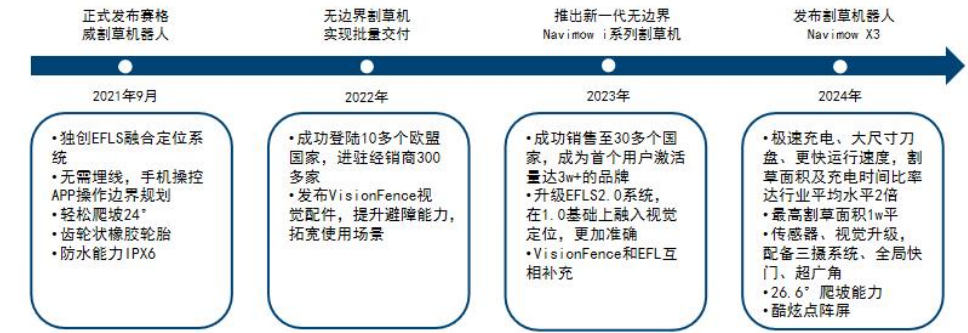 正式发布赛格
威割草机器人
无边界割草机
实现批量交付
推出新一代无边界
Navimow i系列割草机
发布割草机器人
Navimow X3
2021年9月
2022年
2023年
2024年
•独创EFLS融合定位系
统
•无需埋线，手机操控
APP操作边界规划
•轻松爬坡24°
•齿轮状橡胶轮胎
•防水能力IPX6
•成功登陆10多个欧盟
国家，进驻经销商300
多家
•发布VisionFence视
觉配件，提升避障能力，
拓宽使用场景
•成功销售至30多个国
家，成为首个用户激活
量达3w+的品牌
•升级EFLS2.0系统，
在1.0基础上融入视觉
定位，更加准确
•VisionFence和EFL互
相补充
•极速充电、大尺寸刀
盘、更快运行速度，割
草面积及充电时间比率
达行业平均水平2倍
•最高割草面积1w平
•传感器、视觉升级，
配备三摄系统、全局快
门、超广角
•26.6°爬坡能力
•酷炫点阵屏